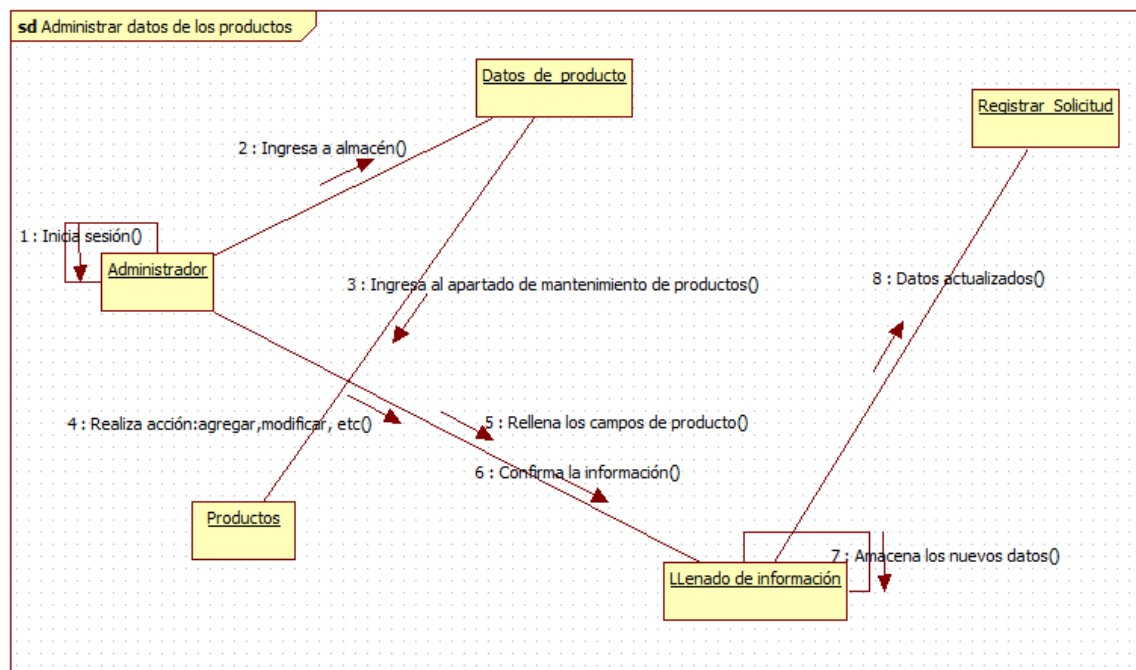 sd Administrar datos de los productos
Datos_de_producto
Registrar_Solicitud
2 : Ingresa a almacén()
1 : Inicia sesión()
Administrador
3 : Ingresa al apartado de mantenimiento de productos()
8 : Datos actualizados()
4 : Realiza acción:agregar,modificar, etc()
5 : Rellena los campos de producto()
6 : Confirma la información()
Productos
7 : Amacena los nuevos datos()
LLenado de información